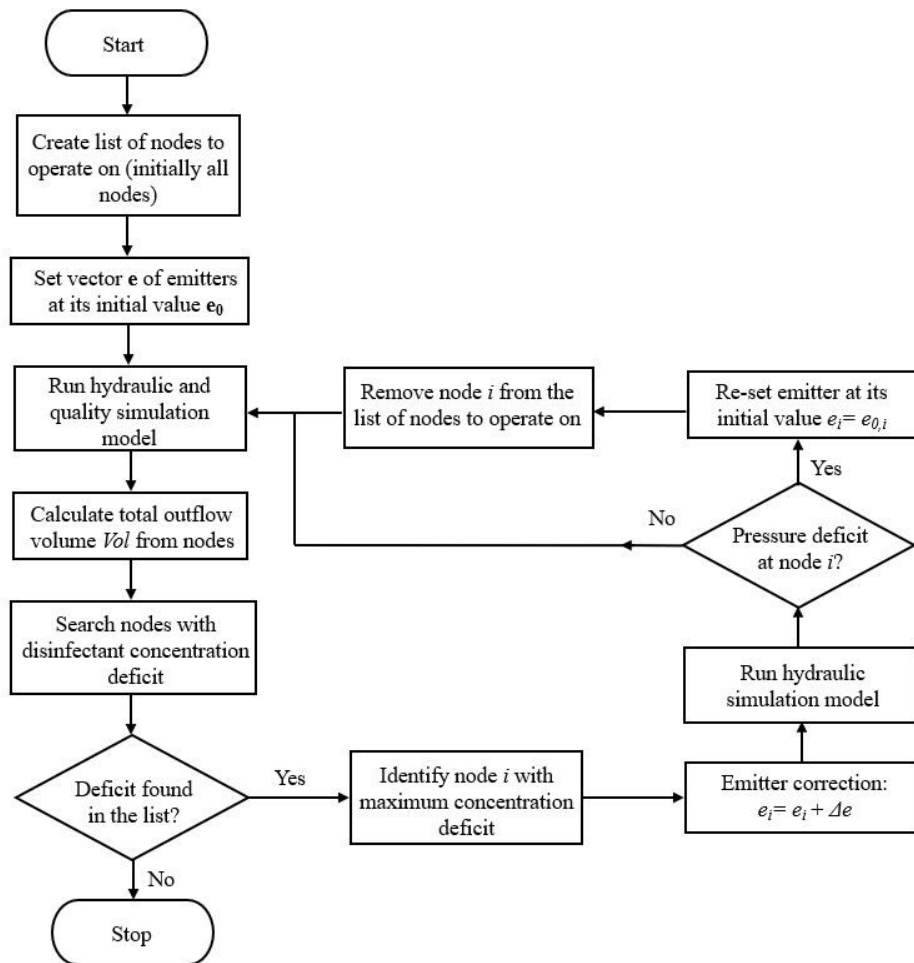 Start
Create list of nodes to
operate on (initially all
nodes)
Set vector e of emitters
at its initial value e₀
Run hydraulic and
quality simulation
model
Calculate total outflow
volume Vol from nodes
Search nodes with
disinfectant concentration
deficit
Deficit found
in the list?
Yes
No
Stop
Identify node i with
maximum concentration
deficit
Emitter correction:
eᵢ= eᵢ + Δe
Run hydraulic
simulation model
Pressure deficit
at node i?
No
Yes
Re-set emitter at its
initial value eᵢ= e₀,ᵢ
Remove node i from the
list of nodes to operate on